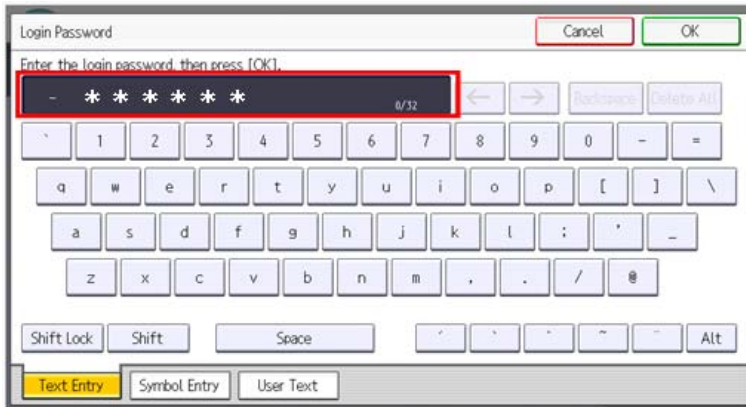 Login Password Cancel OK
Enter the login password, then press [OK].
- * * * * * * 0/32 ← → Backspace Delete All
` 1 2 3 4 5 6 7 8 9 0 - =
q w e r t y u i o p [ ] \
a s d f g h j k l ; ' _
z x c v b n m , . / @
Shift Lock Shift Space ´ ` ^ ~ ¨ Alt
Text Entry Symbol Entry User Text